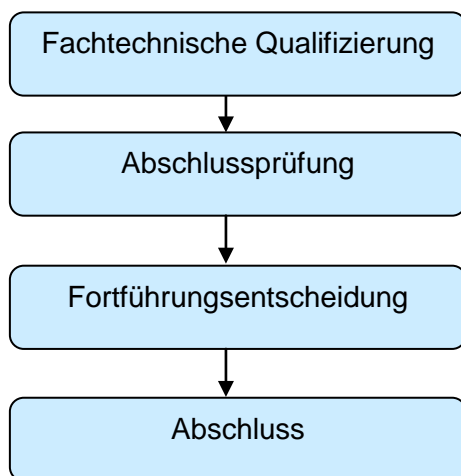 Fachtechnische Qualifizierung
Abschlussprüfung
Fortführungsentscheidung
Abschluss